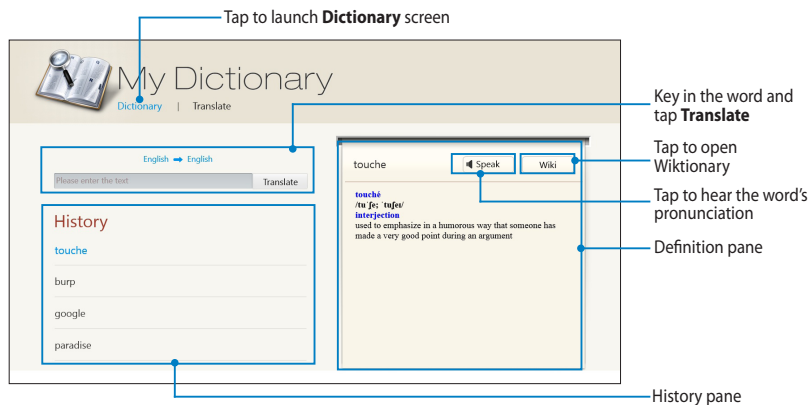 Tap to launch Dictionary screen
My Dictionary
Dictionary | Translate
English ➡ English
Please enter the text
Translate
History
touche
burp
google
paradise
touche
Speak
Wiki
touché
/tuˈʃe; ˈtuʃeɪ/
interjection
used to emphasize in a humorous way that someone has
made a very good point during an argument
Key in the word and
tap Translate
Tap to open
Wiktionary
Tap to hear the word's
pronunciation
Definition pane
History pane